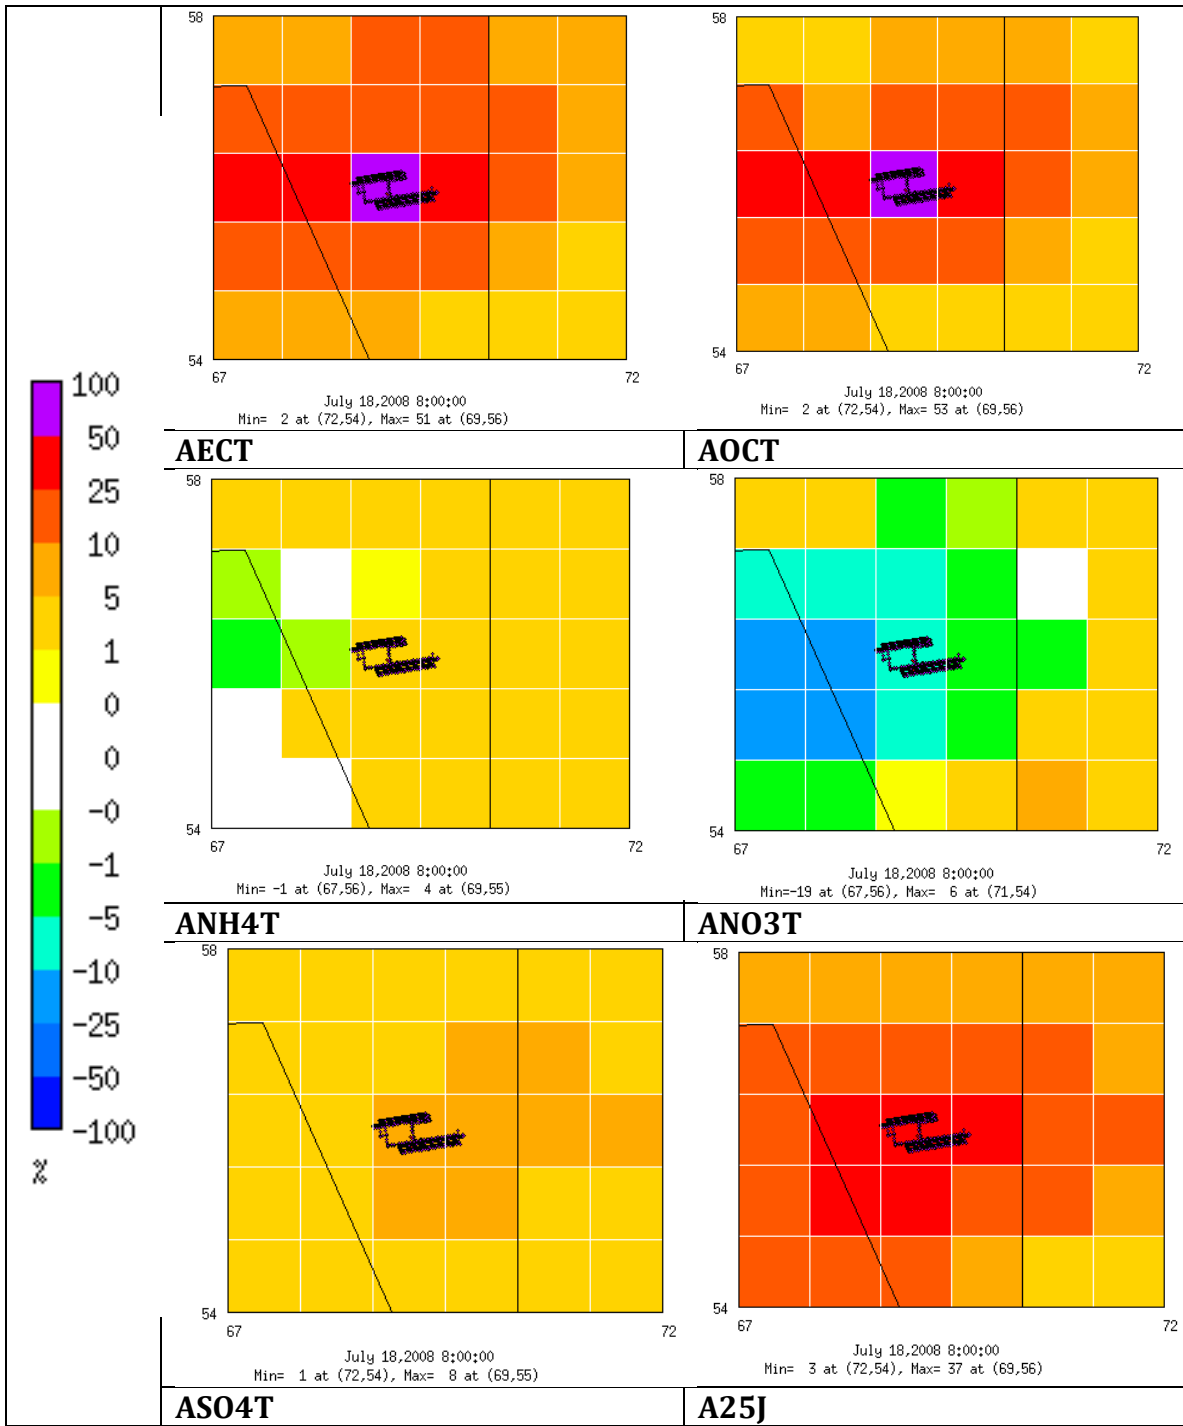 100
50
25
10
5
1
0
0
-0
-1
-5
-10
-25
-50
-100
%
58
54
67
72
July 18,2008 8:00:00
Min=  2 at (72,54), Max= 51 at (69,56)
AECT
58
54
67
72
July 18,2008 8:00:00
Min=  2 at (72,54), Max= 53 at (69,56)
AOCT
58
54
67
72
July 18,2008 8:00:00
Min= -1 at (67,56), Max=  4 at (69,55)
ANH4T
58
54
67
72
July 18,2008 8:00:00
Min=-19 at (67,56), Max=  6 at (71,54)
ANO3T
58
54
67
72
July 18,2008 8:00:00
Min=  1 at (72,54), Max=  8 at (69,55)
ASO4T
58
54
67
72
July 18,2008 8:00:00
Min=  3 at (72,54), Max= 37 at (69,56)
A25J